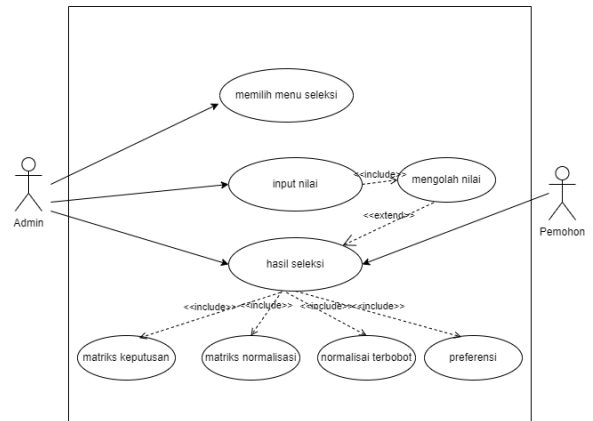 memilih menu seleksi
input nilai
<<include>>
mengolah nilai
Admin
Pemohon
<<extend>>
hasil seleksi
<<include>>
<<include>>
<<include>>
<<include>>
matriks keputusan
matriks normalisasi
normalisai terbobot
preferensi